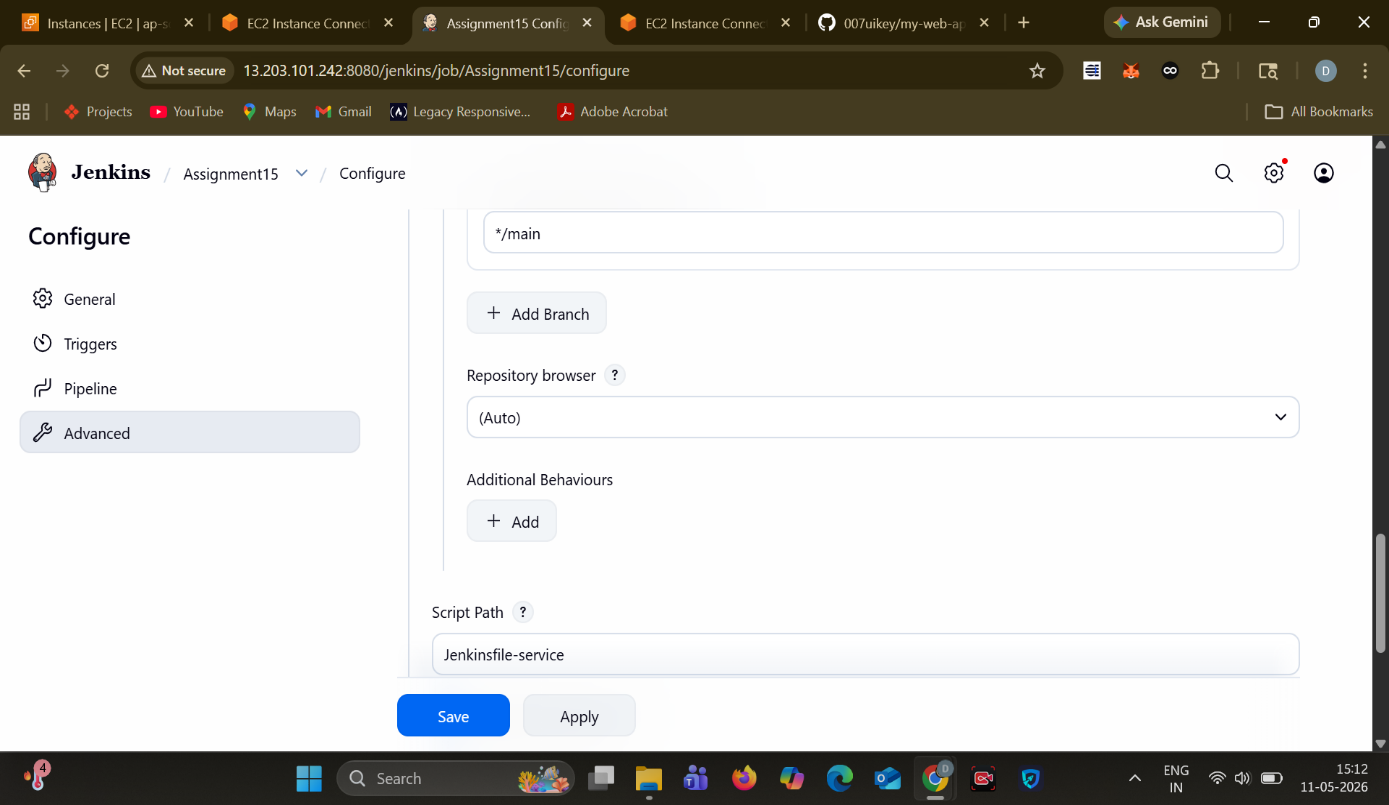 Instances | EC2 | ap-s
EC2 Instance Connect
Assignment15 Config
EC2 Instance Connect
007uikey/my-web-ap
Ask Gemini
Not secure
13.203.101.242:8080/jenkins/job/Assignment15/configure
D
Projects
YouTube
Maps
Gmail
Legacy Responsive...
Adobe Acrobat
All Bookmarks
Jenkins / Assignment15 / Configure
Configure
General
Triggers
Pipeline
Advanced
*/main
+ Add Branch
Repository browser ?
(Auto)
Additional Behaviours
+ Add
Script Path ?
Jenkinsfile-service
Save
Apply
4
Search
D
ENG
IN
15:12
11-05-2026